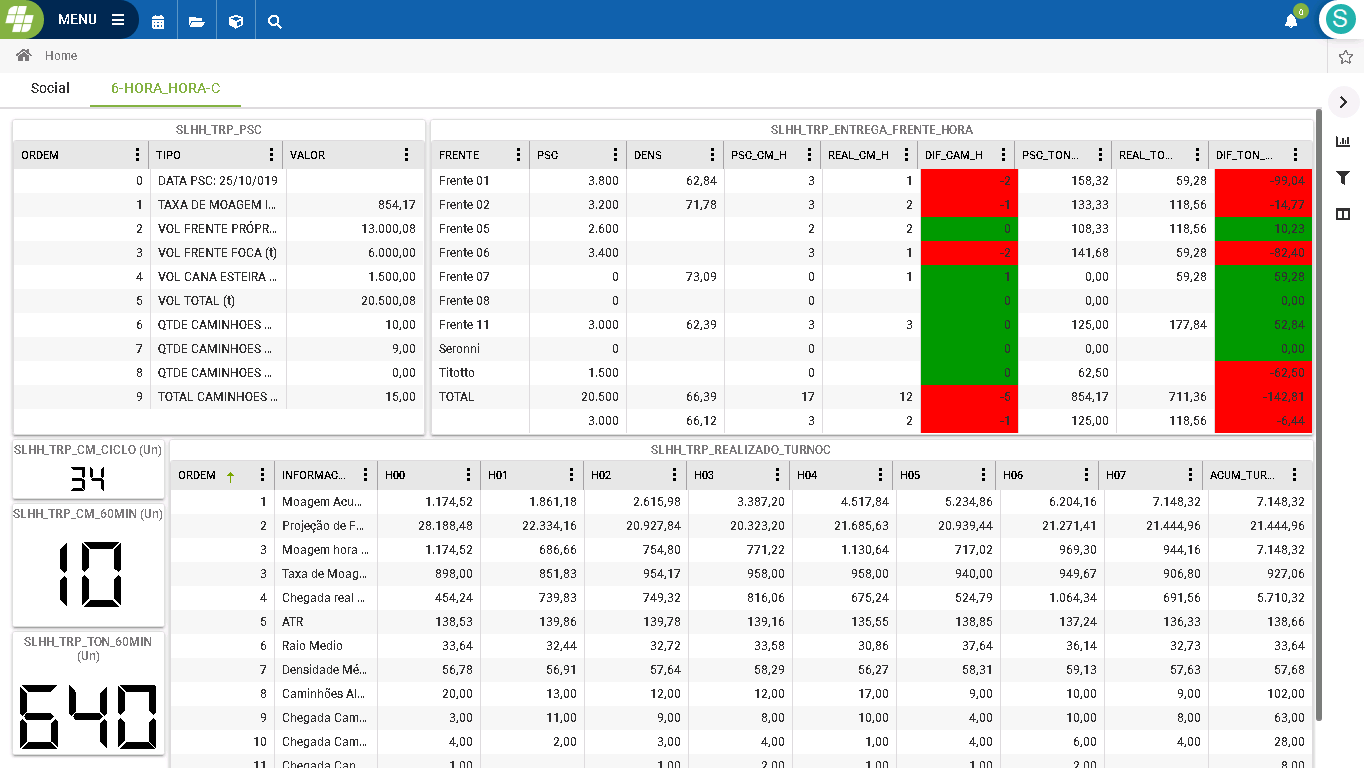 MENU
0
S
Home
Social 6-HORA_HORA-C
SLHH_TRP_PSC
ORDEM TIPO VALOR
0 DATA PSC: 25/10/019
1 TAXA DE MOAGEM I... 854,17
2 VOL FRENTE PRÓPR... 13.000,08
3 VOL FRENTE FOCA (t) 6.000,00
4 VOL CANA ESTEIRA ... 1.500,00
5 VOL TOTAL (t) 20.500,08
6 QTDE CAMINHOES ... 10,00
7 QTDE CAMINHOES ... 9,00
8 QTDE CAMINHOES ... 0,00
9 TOTAL CAMINHOES ... 15,00
SLHH_TRP_ENTREGA_FRENTE_HORA
FRENTE PSC DENS PSC_CM_H REAL_CM_H DIF_CAM_H PSC_TON... REAL_TO... DIF_TON_...
Frente 01 3.800 62,84 3 1 -2 158,32 59,28 -99,04
Frente 02 3.200 71,78 3 2 -1 133,33 118,56 -14,77
Frente 05 2.600 2 2 0 108,33 118,56 10,23
Frente 06 3.400 3 1 -2 141,68 59,28 -82,40
Frente 07 0 73,09 0 1 1 0,00 59,28 59,28
Frente 08 0 0 0 0,00 0,00
Frente 11 3.000 62,39 3 3 0 125,00 177,84 52,84
Seronni 0 0 0 0,00 0,00
Titotto 1.500 0 0 62,50 -62,50
TOTAL 20.500 66,39 17 12 -5 854,17 711,36 -142,81
3.000 66,12 3 2 -1 125,00 118,56 -6,44
SLHH_TRP_CM_CICLO (Un)
34
SLHH_TRP_CM_60MIN (Un)
10
SLHH_TRP_TON_60MIN
(Un)
640
SLHH_TRP_REALIZADO_TURNOC
ORDEM INFORMAC... H00 H01 H02 H03 H04 H05 H06 H07 ACUM_TUR...
1 Moagem Acu... 1.174,52 1.861,18 2.615,98 3.387,20 4.517,84 5.234,86 6.204,16 7.148,32 7.148,32
2 Projeção de F... 28.188,48 22.334,16 20.927,84 20.323,20 21.685,63 20.939,44 21.271,41 21.444,96 21.444,96
3 Moagem hora ... 1.174,52 686,66 754,80 771,22 1.130,64 717,02 969,30 944,16 7.148,32
3 Taxa de Moag... 898,00 851,83 954,17 958,00 958,00 940,00 949,67 906,80 927,06
4 Chegada real ... 454,24 739,83 749,32 816,06 675,24 524,79 1.064,34 691,56 5.710,32
5 ATR 138,53 139,86 139,78 139,16 135,55 138,85 137,24 136,33 138,66
6 Raio Medio 33,64 32,44 32,72 33,58 30,86 37,64 36,14 32,73 33,64
7 Densidade Mé... 56,78 56,91 57,64 58,29 56,27 58,31 59,13 57,63 57,68
8 Caminhões Al... 20,00 13,00 12,00 12,00 17,00 9,00 10,00 9,00 102,00
9 Chegada Cam... 3,00 11,00 9,00 8,00 10,00 4,00 10,00 8,00 63,00
10 Chegada Cam... 4,00 2,00 3,00 4,00 1,00 4,00 6,00 4,00 28,00
11 Chegada Can... 1,00 1,00 2,00 1,00 1,00 2,00 8,00